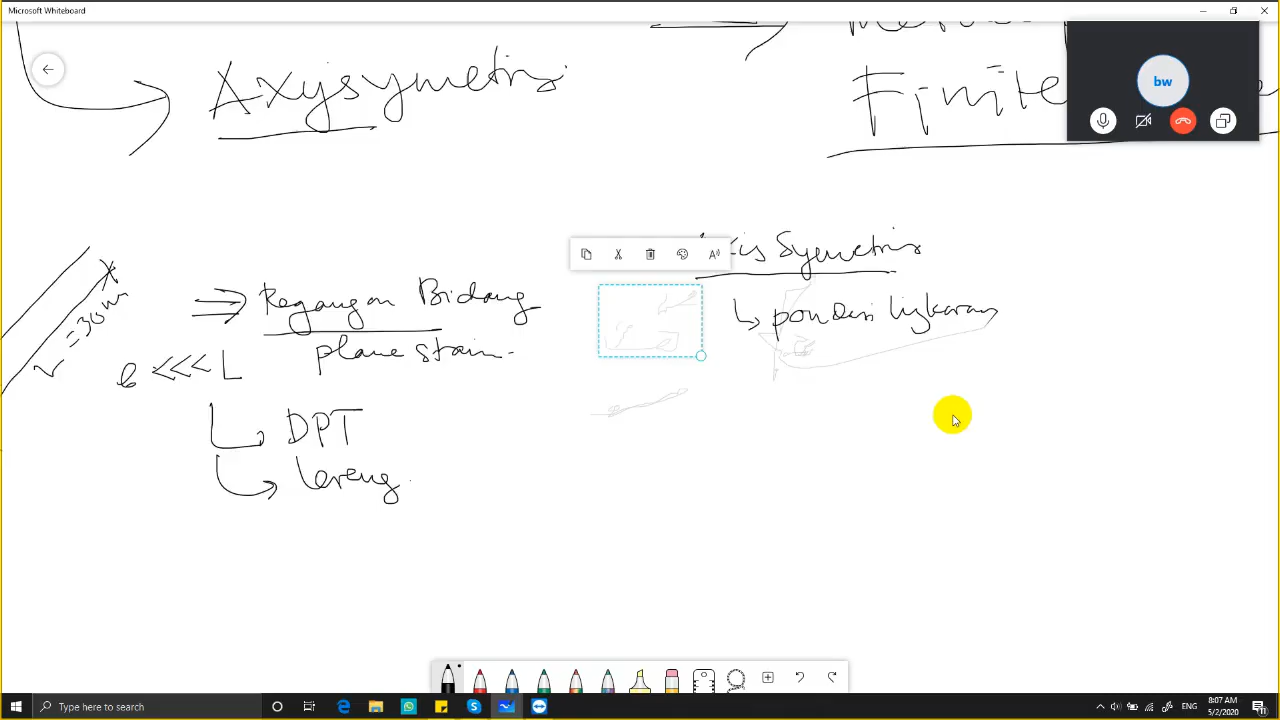 Microsoft Whiteboard
Axysymetris
Finite
bw
Axis Symetris
↳ pondasi lingkaran
=30m
⇒ Regangan Bidang
plane strain
b <<< L
DPT
lereng
Type here to search
ENG
8:07 AM
5/2/2020